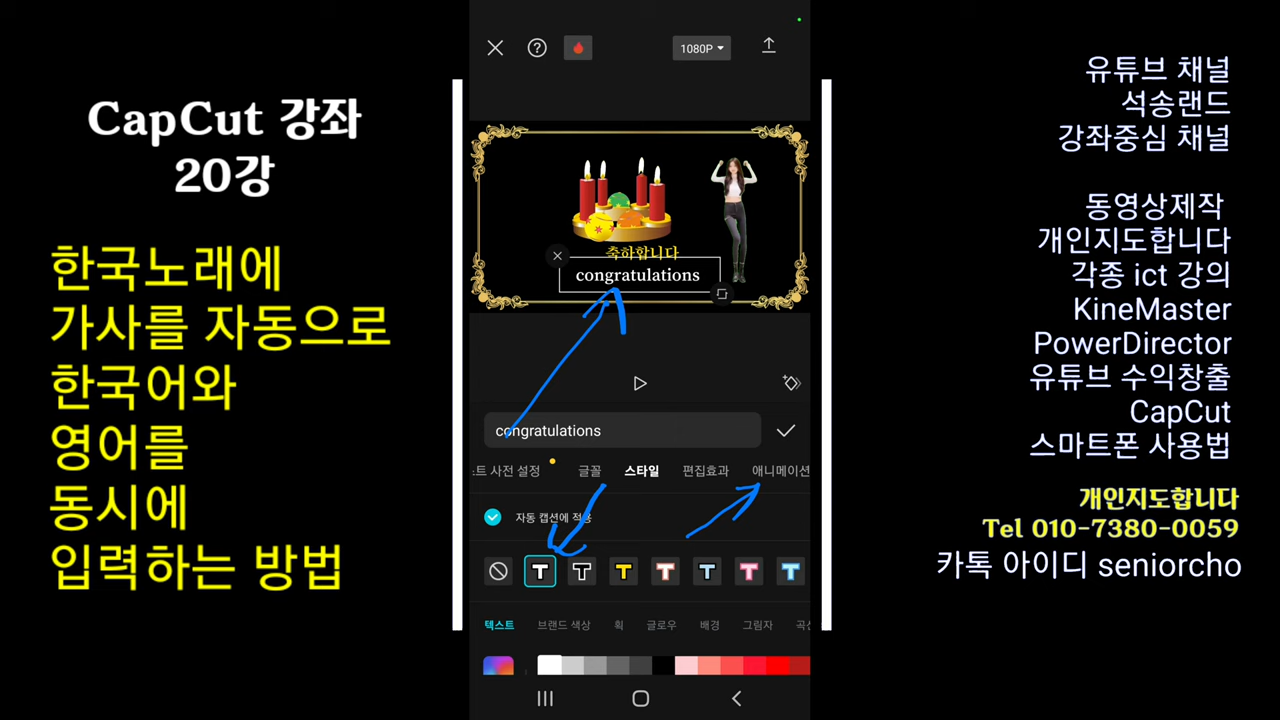 CapCut 강좌
20강
한국노래에
가사를 자동으로
한국어와
영어를
동시에
입력하는 방법
1080P
축하합니다
congratulations
congratulations
트 사전 설정 글꼴 스타일 편집효과 애니메이션
자동 캡션에 적용
T T T T T T T
텍스트 브랜드 색상 획 글로우 배경 그림자 곡선
유튜브 채널
석송랜드
강좌중심 채널
동영상제작
개인지도합니다
각종 ict 강의
KineMaster
PowerDirector
유튜브 수익창출
CapCut
스마트폰 사용법
개인지도합니다
Tel 010-7380-0059
카톡 아이디 seniorcho